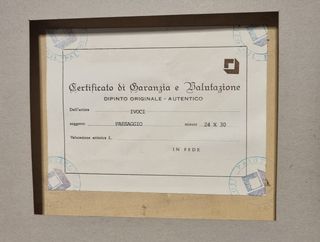 Certificato di Garanzia e Valutazione
DIPINTO ORIGINALE - AUTENTICO
Dell'artista IVOCI
soggetto PAESAGGIO misure 24 X 30
Valutazione artistica L.
IN FEDE